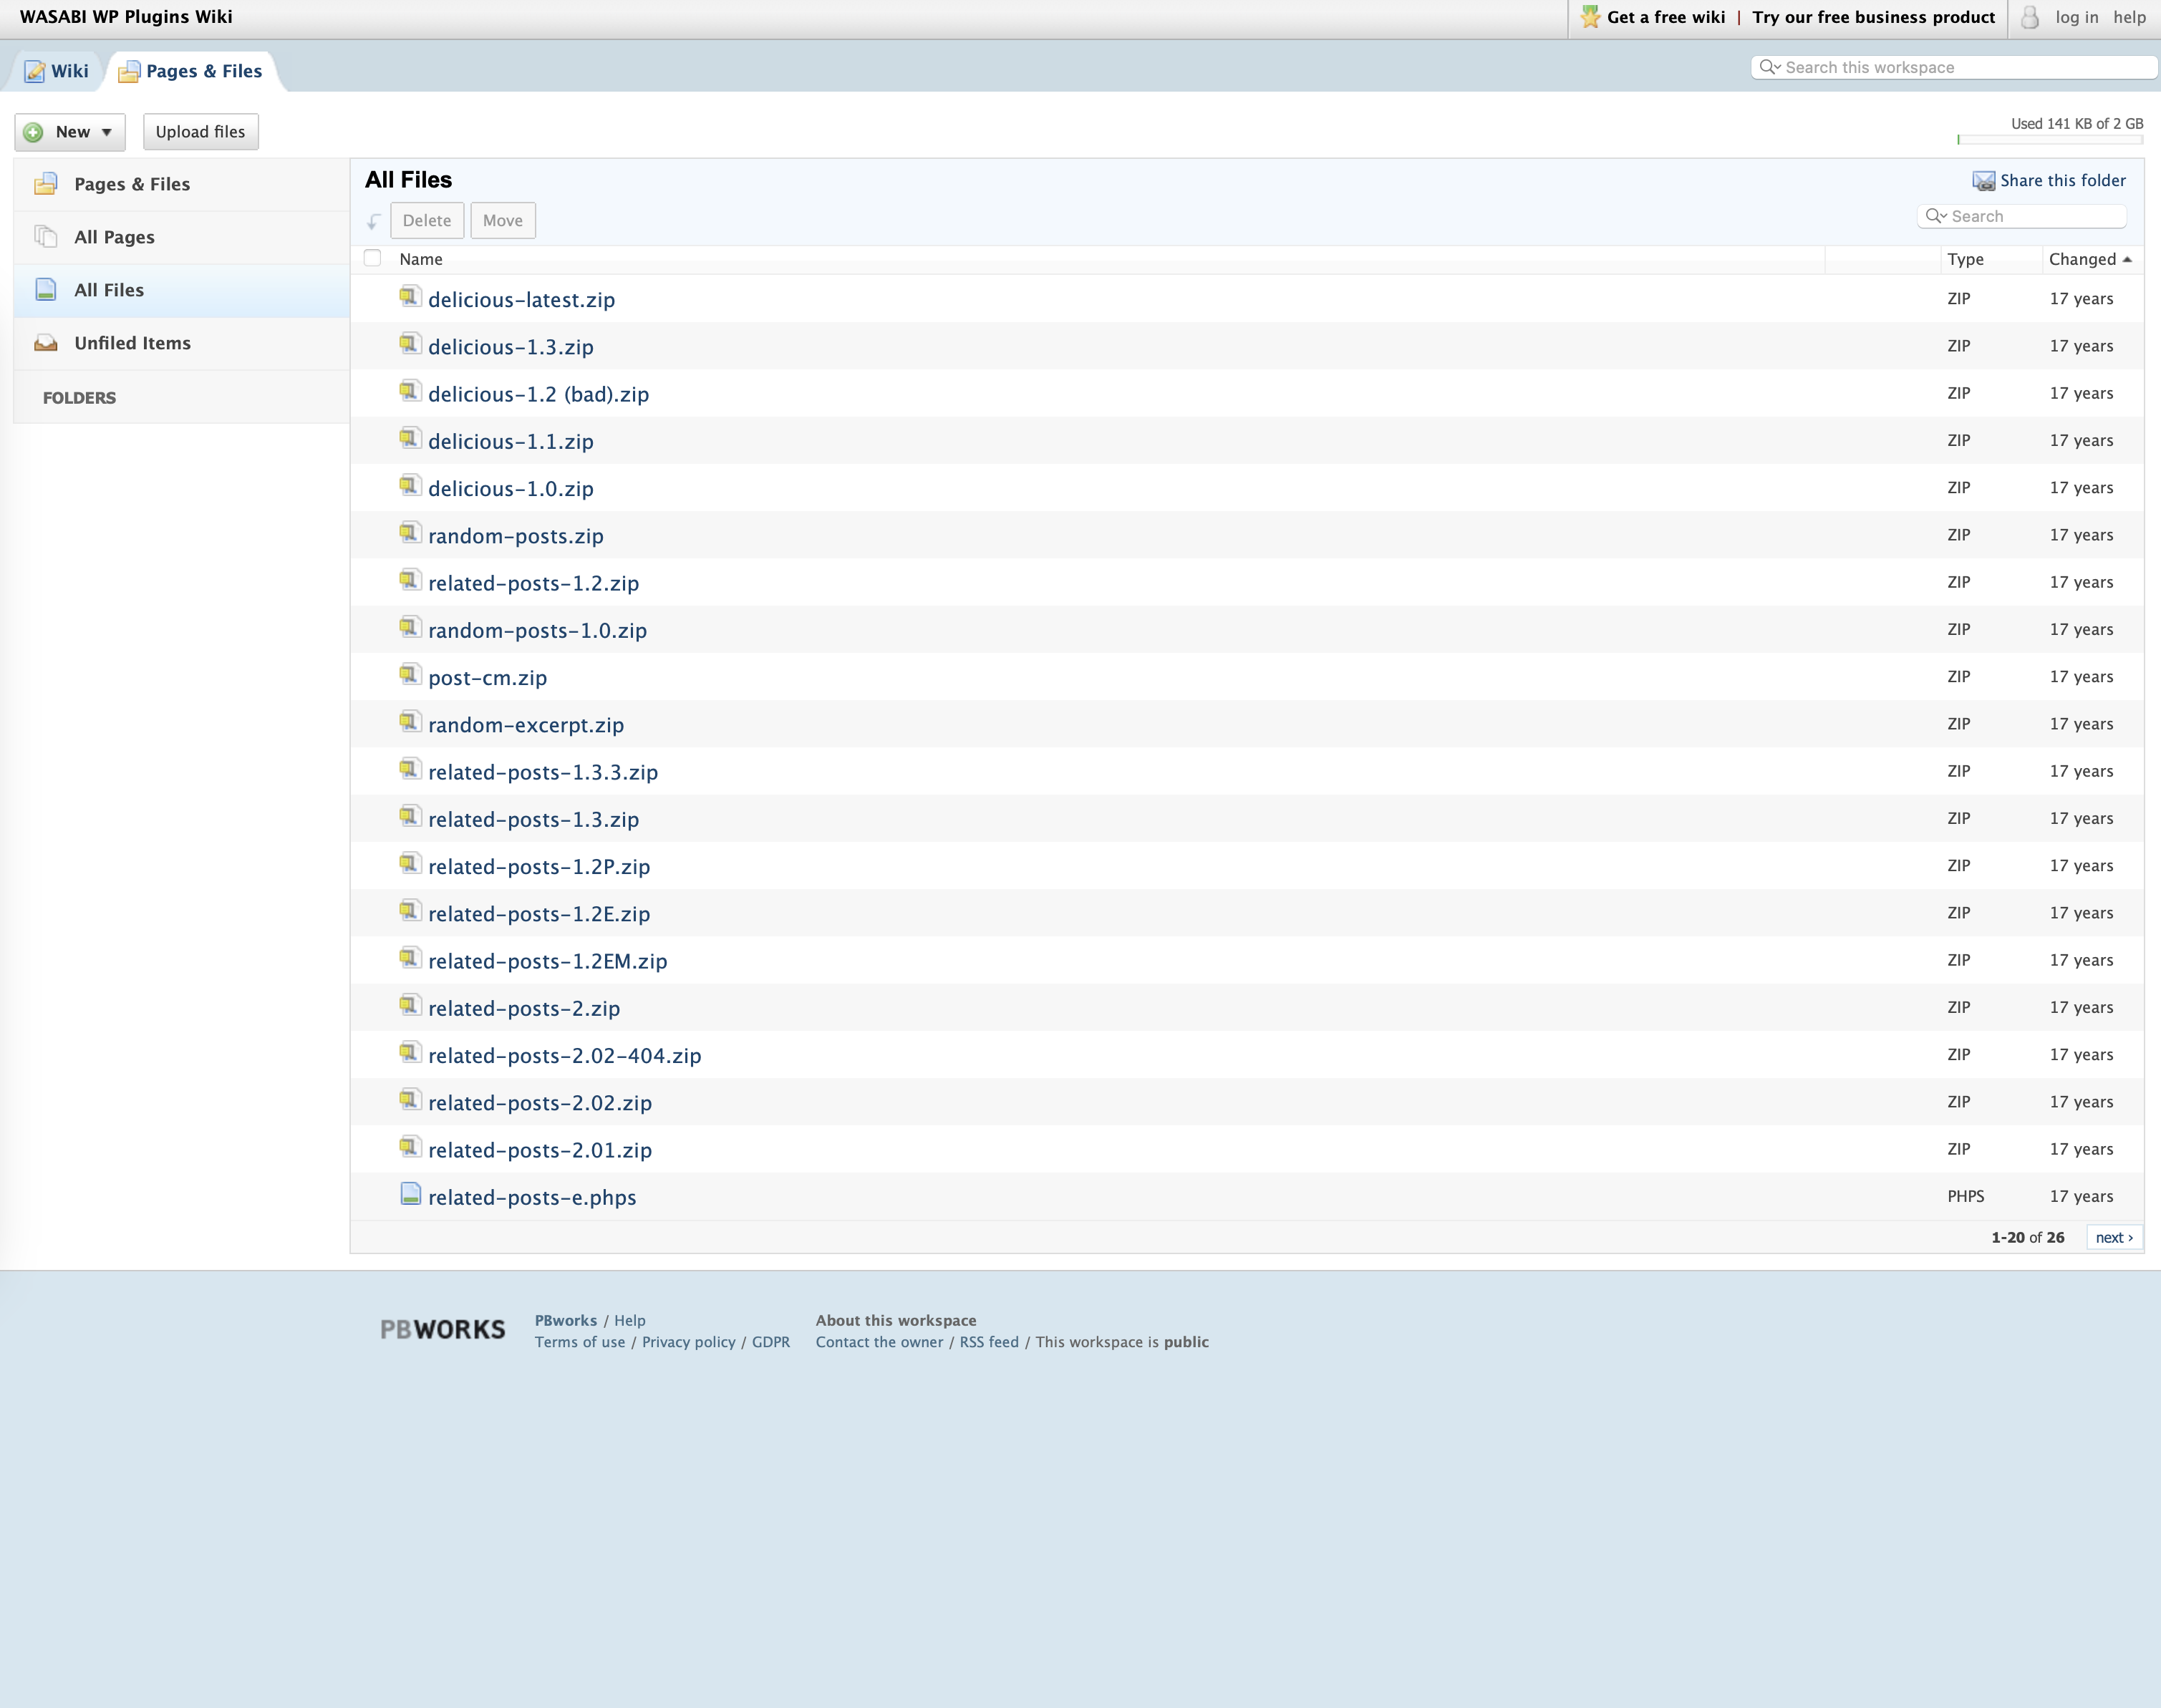 WASABI WP Plugins Wiki
Get a free wiki | Try our free business product
log in help
Wiki
Pages & Files
Search this workspace
New
Upload files
Used 141 KB of 2 GB
Pages & Files
All Pages
All Files
Unfiled Items
FOLDERS
All Files
Share this folder
Delete
Move
Search
Name Type Changed
delicious-latest.zip ZIP 17 years
delicious-1.3.zip ZIP 17 years
delicious-1.2 (bad).zip ZIP 17 years
delicious-1.1.zip ZIP 17 years
delicious-1.0.zip ZIP 17 years
random-posts.zip ZIP 17 years
related-posts-1.2.zip ZIP 17 years
random-posts-1.0.zip ZIP 17 years
post-cm.zip ZIP 17 years
random-excerpt.zip ZIP 17 years
related-posts-1.3.3.zip ZIP 17 years
related-posts-1.3.zip ZIP 17 years
related-posts-1.2P.zip ZIP 17 years
related-posts-1.2E.zip ZIP 17 years
related-posts-1.2EM.zip ZIP 17 years
related-posts-2.zip ZIP 17 years
related-posts-2.02-404.zip ZIP 17 years
related-posts-2.02.zip ZIP 17 years
related-posts-2.01.zip ZIP 17 years
related-posts-e.phps PHPS 17 years
1-20 of 26 next ›
PBWORKS
PBworks / Help
Terms of use / Privacy policy / GDPR
About this workspace
Contact the owner / RSS feed / This workspace is public